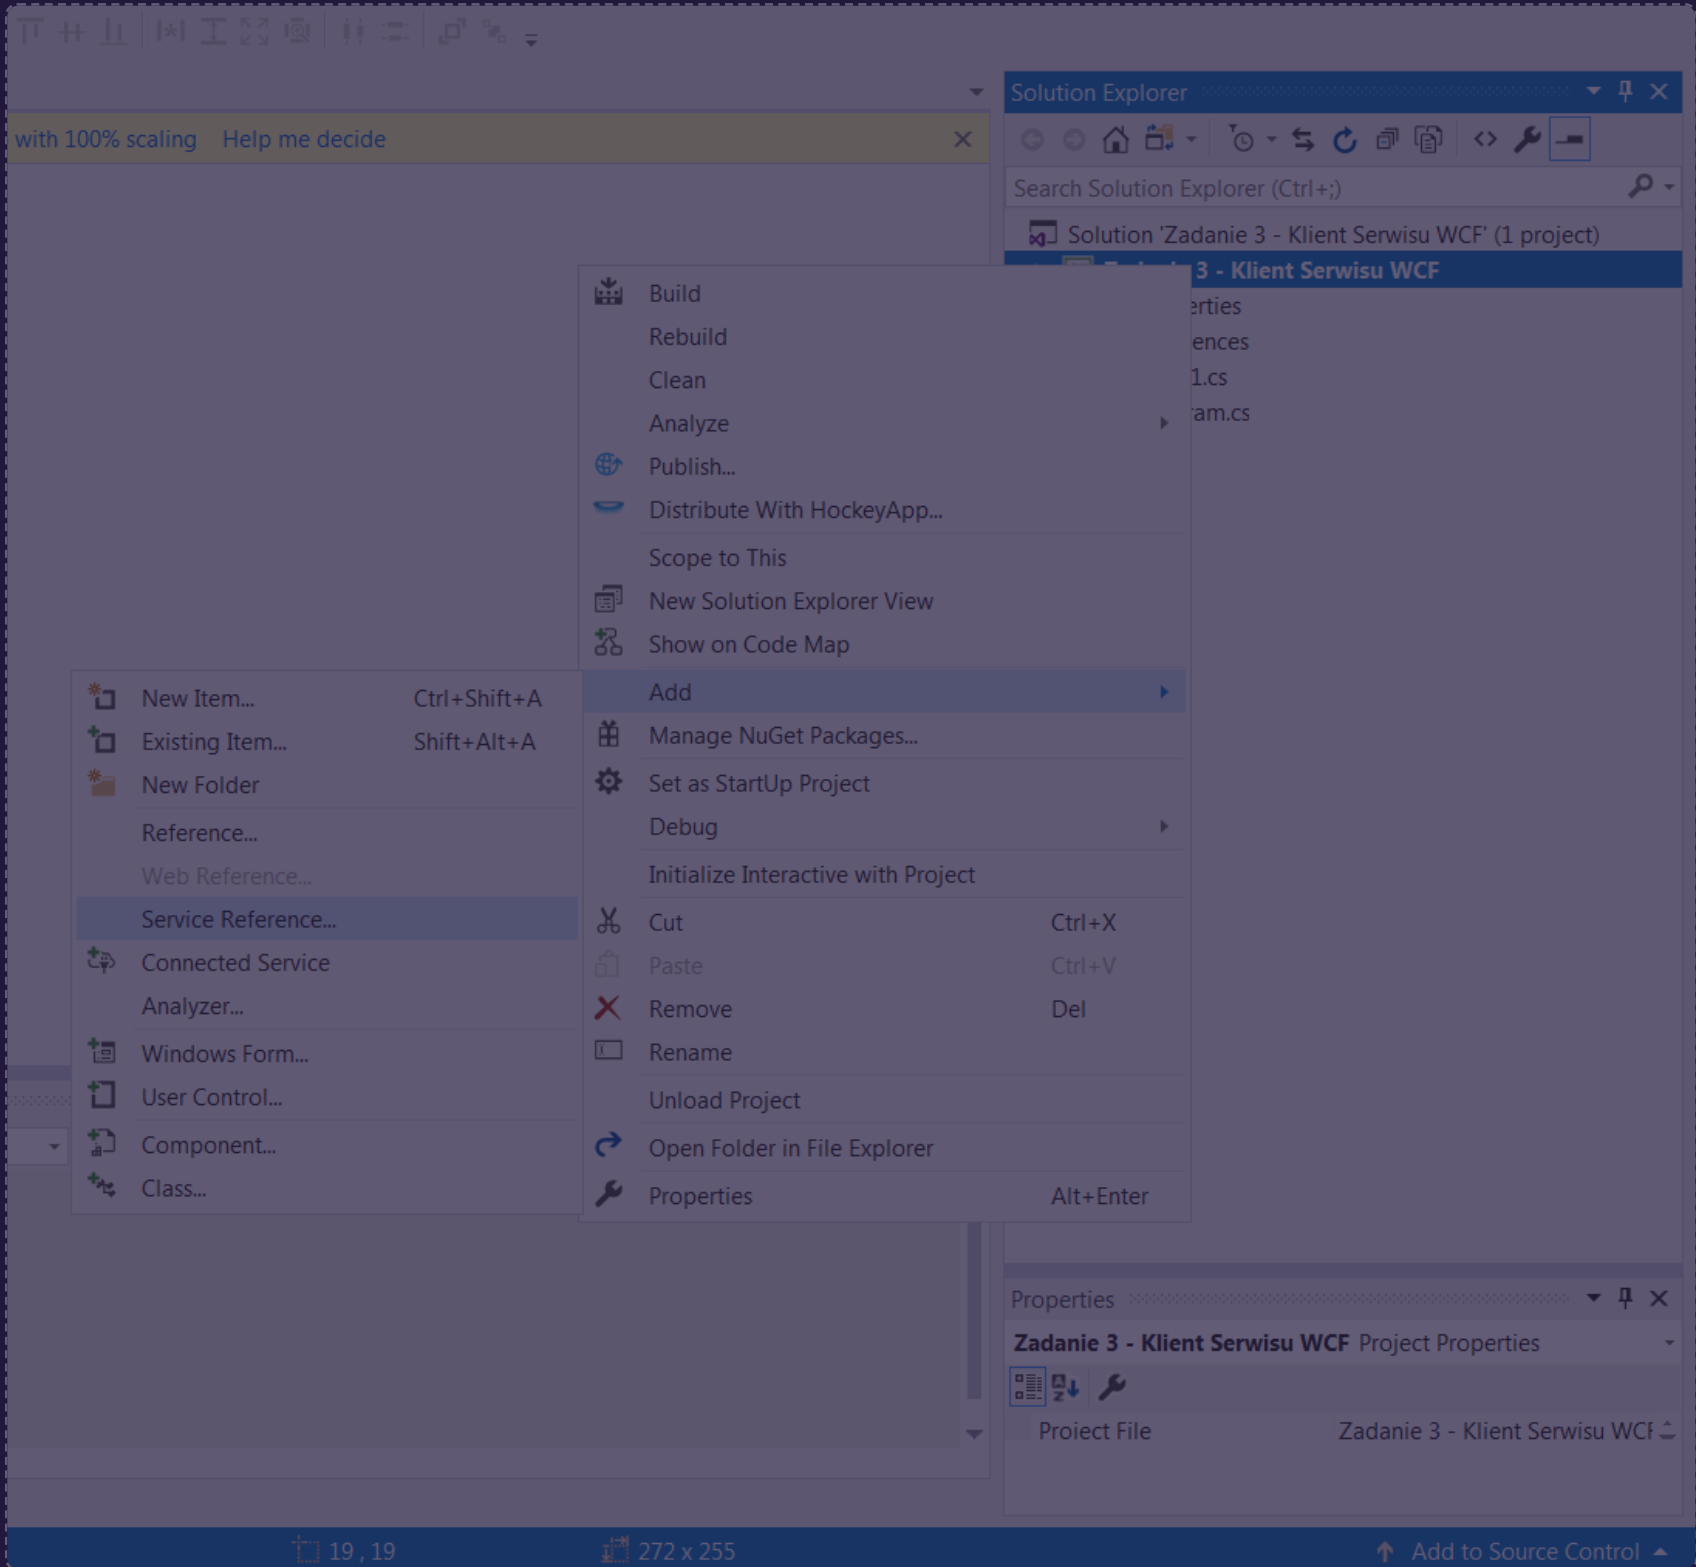 with 100% scaling Help me decide
Solution Explorer
Search Solution Explorer (Ctrl+;)
Solution 'Zadanie 3 - Klient Serwisu WCF' (1 project)
3 - Klient Serwisu WCF
erties
ences
1.cs
ram.cs
Build
Rebuild
Clean
Analyze
Publish...
Distribute With HockeyApp...
Scope to This
New Solution Explorer View
Show on Code Map
Add
Manage NuGet Packages...
Set as StartUp Project
Debug
Initialize Interactive with Project
Cut Ctrl+X
Paste Ctrl+V
Remove Del
Rename
Unload Project
Open Folder in File Explorer
Properties Alt+Enter
New Item... Ctrl+Shift+A
Existing Item... Shift+Alt+A
New Folder
Reference...
Web Reference...
Service Reference...
Connected Service
Analyzer...
Windows Form...
User Control...
Component...
Class...
Properties
Zadanie 3 - Klient Serwisu WCF Project Properties
Project File Zadanie 3 - Klient Serwisu WCF
19 , 19
272 x 255
Add to Source Control